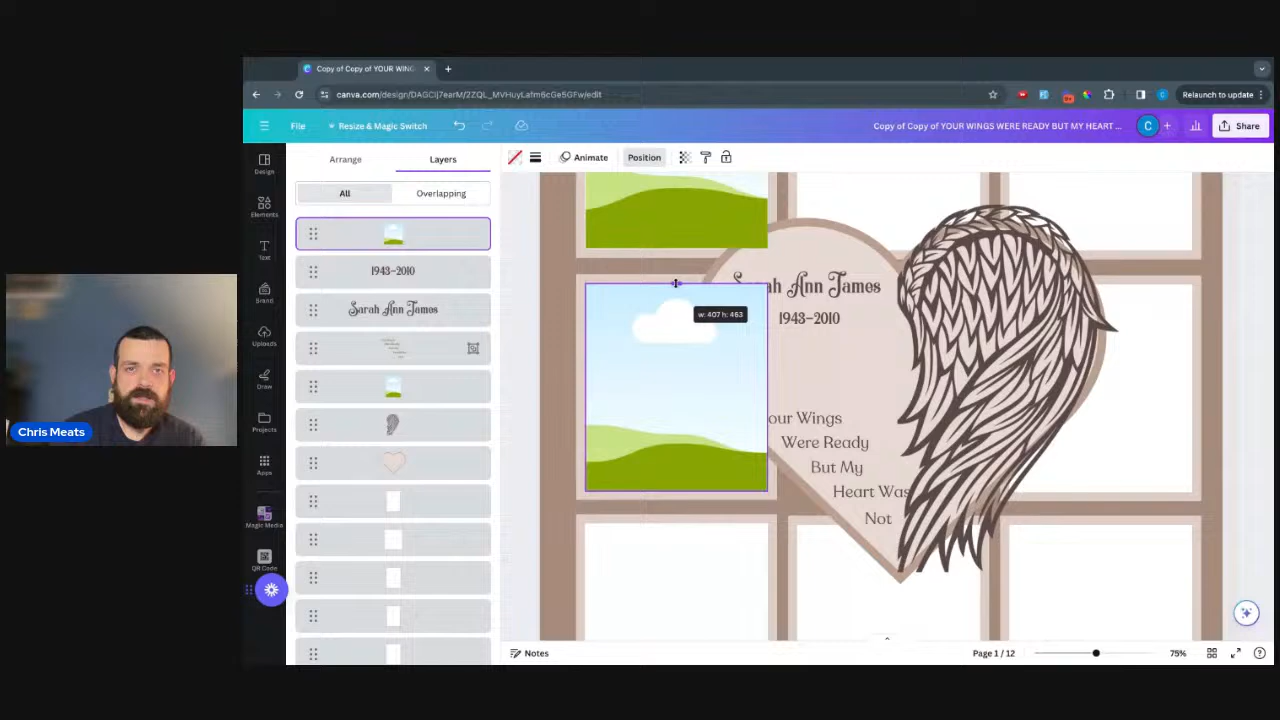 Copy of Copy of YOUR WING
canva.com/design/DAGClj7earM/2ZQL_MVHuyLafm6cGe5GFw/edit
Relaunch to update
File
Resize & Magic Switch
Copy of Copy of YOUR WINGS WERE READY BUT MY HEART ...
C
Share
Design
Elements
Text
Brand
Uploads
Draw
Projects
Apps
Magic Media
QR Code
Arrange
Layers
All
Overlapping
1943-2010
Sarah Ann James
Animate
Position
w: 407 h: 463
Sarah Ann James
1943-2010
our Wings
Were Ready
But My
Heart Was
Not
Chris Meats
Notes
Page 1 / 12
75%